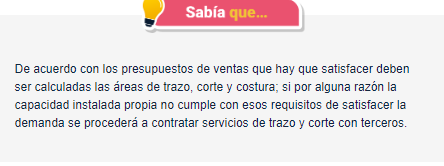 Sabía que...
De acuerdo con los presupuestos de ventas que hay que satisfacer deben
ser calculadas las áreas de trazo, corte y costura; si por alguna razón la
capacidad instalada propia no cumple con esos requisitos de satisfacer la
demanda se procederá a contratar servicios de trazo y corte con terceros.